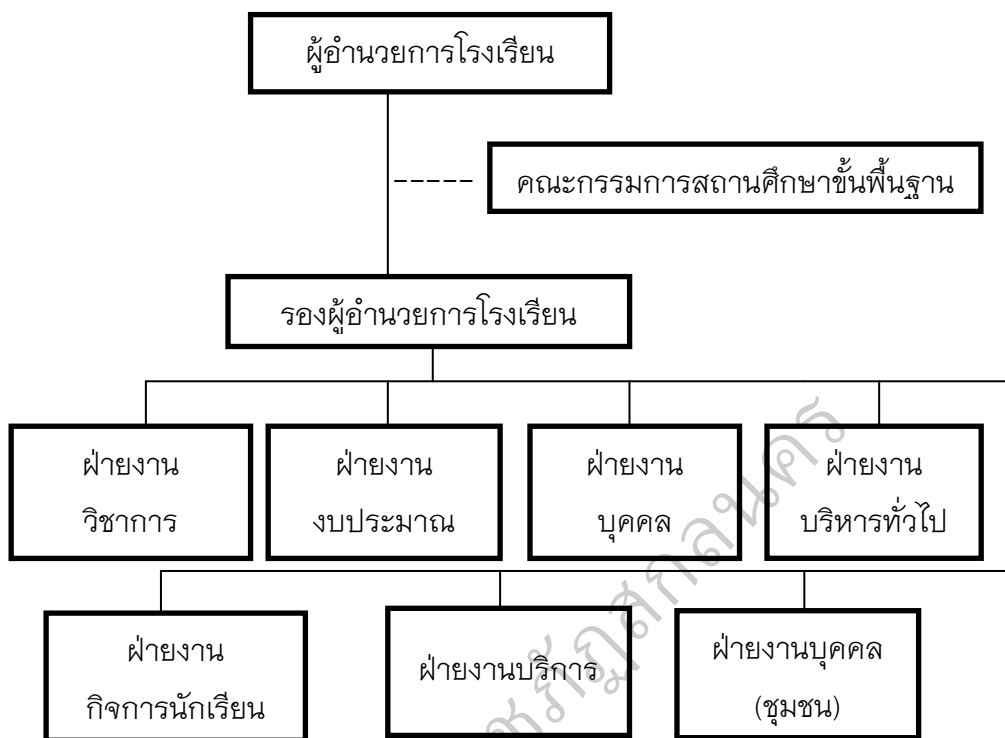 ผู้อำนวยการโรงเรียน
คณะกรรมการสถานศึกษาขั้นพื้นฐาน
รองผู้อำนวยการโรงเรียน
ฝ่ายงาน
วิชาการ
ฝ่ายงาน
งบประมาณ
ฝ่ายงาน
บุคคล
ฝ่ายงาน
บริหารทั่วไป
ฝ่ายงาน
กิจการนักเรียน
ฝ่ายงานบริการ
ฝ่ายงานบุคคล
(ชุมชน)